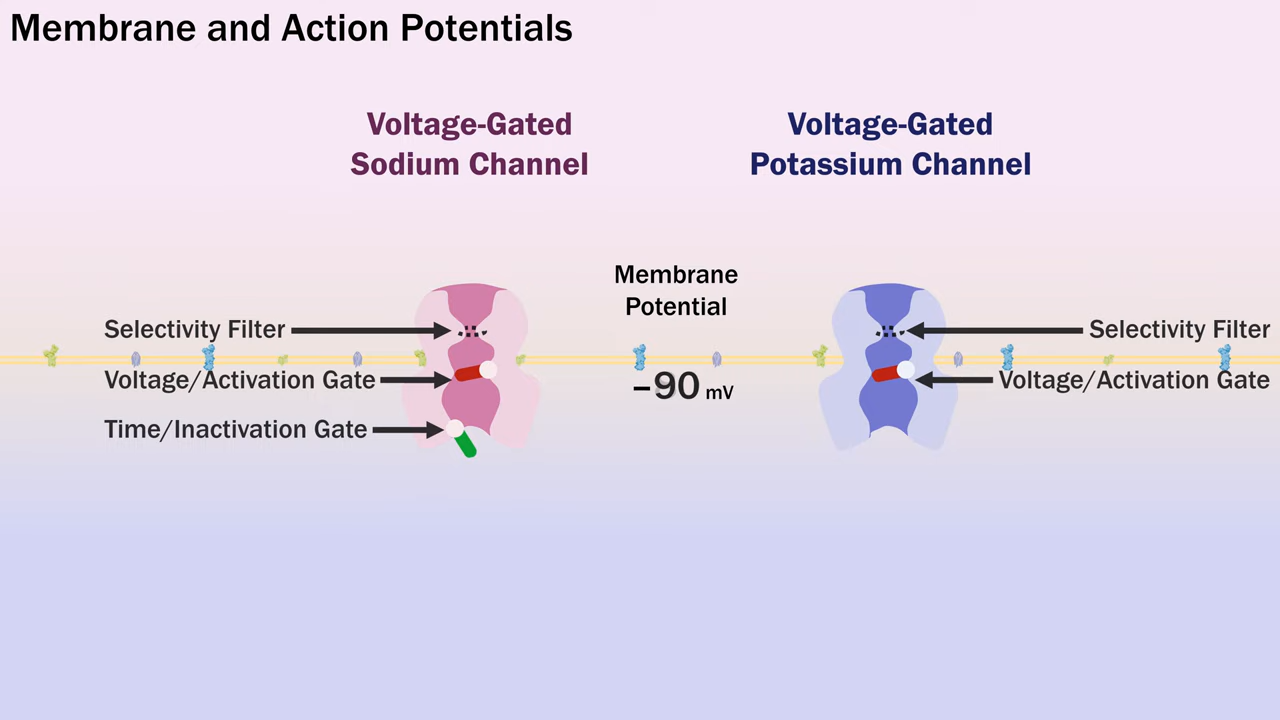 Membrane and Action Potentials
Voltage-Gated
Sodium Channel
Voltage-Gated
Potassium Channel
Membrane
Potential
–90 mV
Selectivity Filter
Voltage/Activation Gate
Time/Inactivation Gate
Selectivity Filter
Voltage/Activation Gate